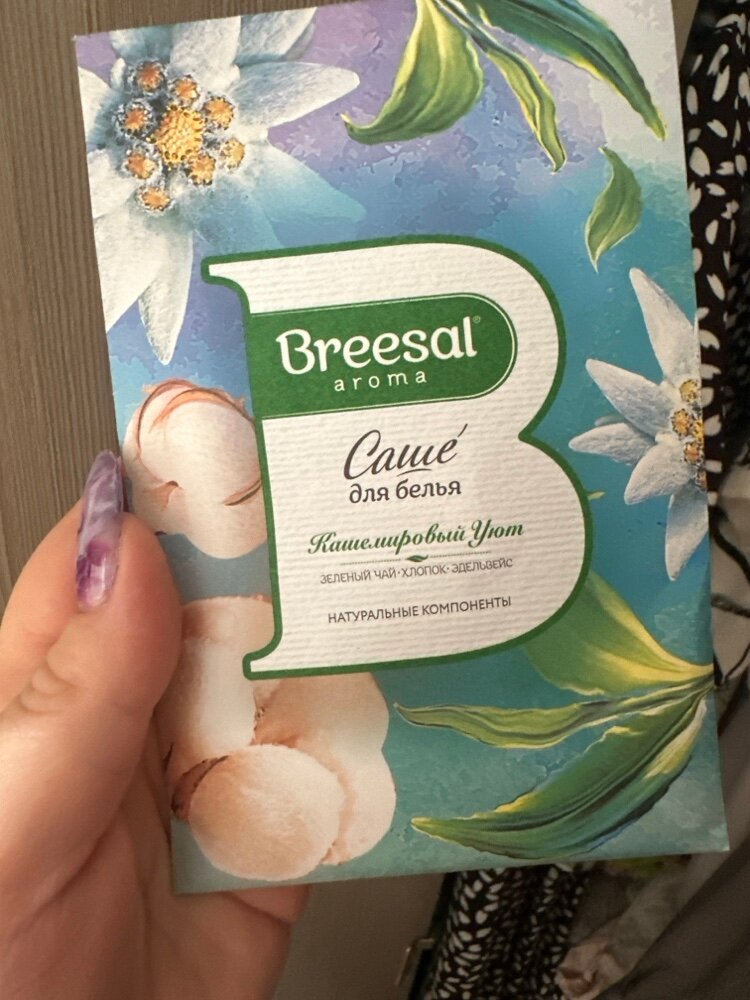 Breesal®
aroma
Саше́
для белья
Кашемировый Уют
ЗЕЛЕНЫЙ ЧАЙ·ХЛОПОК·ЭДЕЛЬВЕЙС
НАТУРАЛЬНЫЕ КОМПОНЕНТЫ